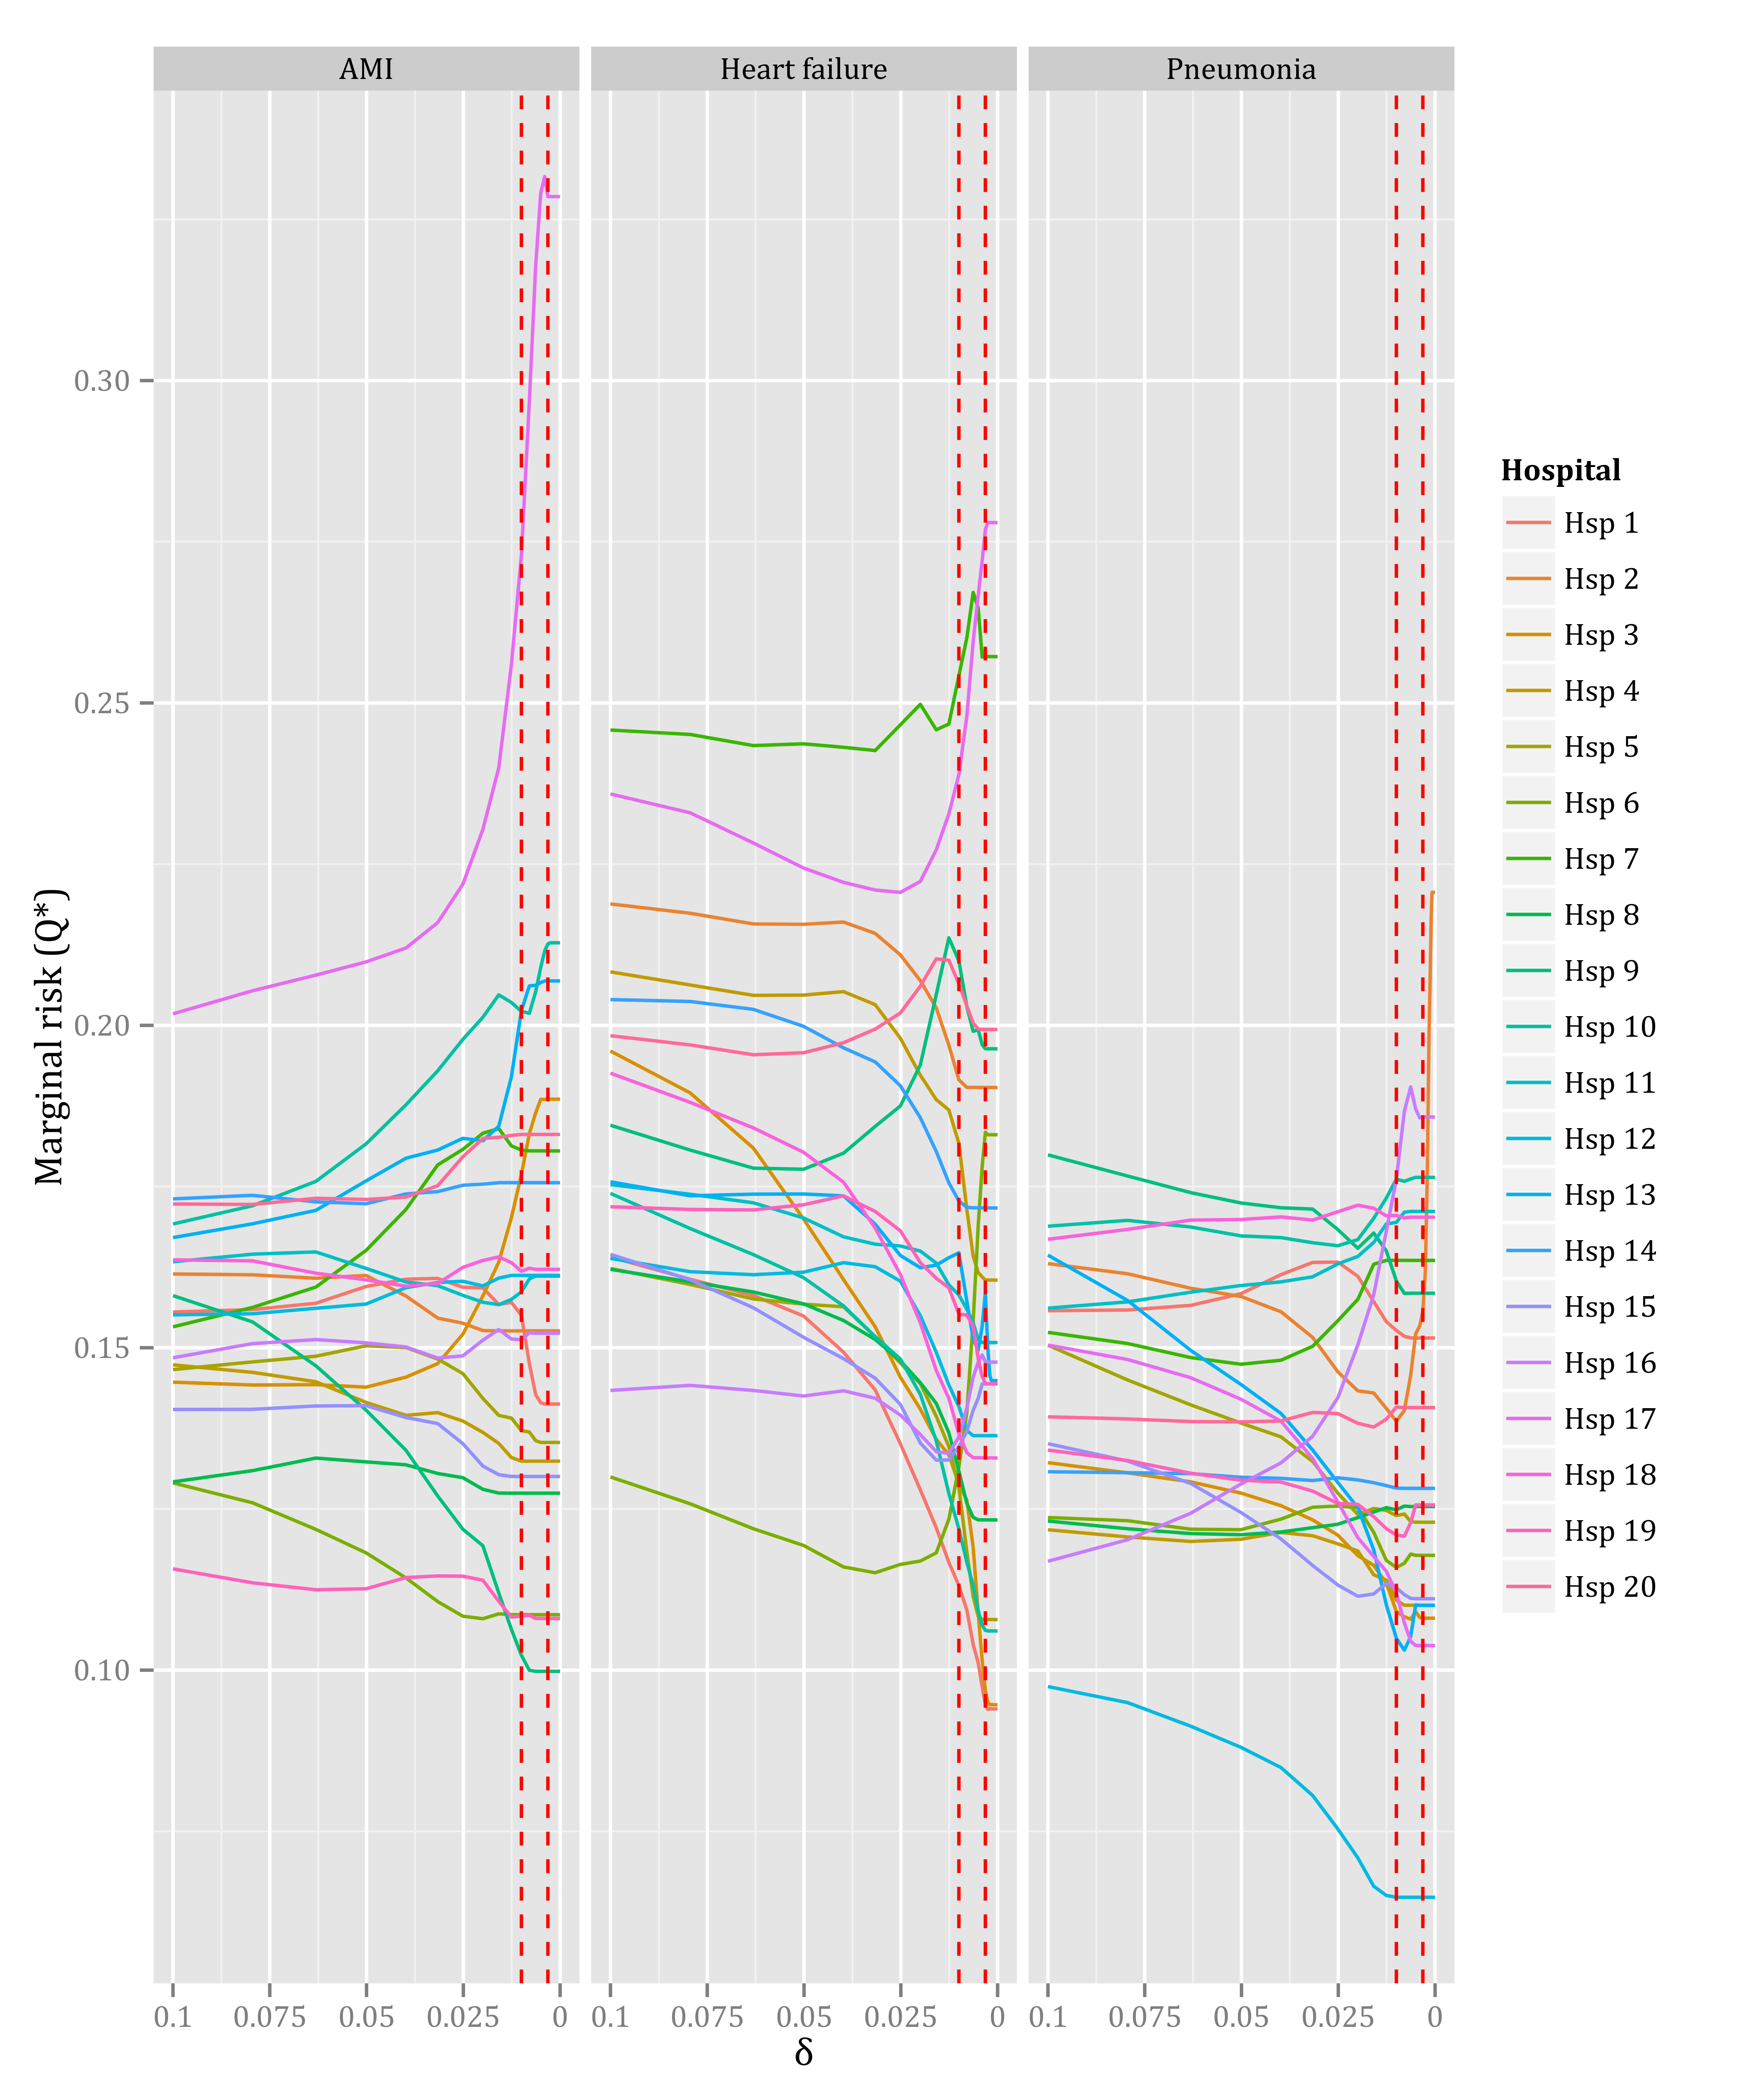 AMI Heart failure Pneumonia
0.30
0.25
0.20
0.15
0.10
Marginal risk (Q*)
0.1 0.075 0.05 0.025 0 0.1 0.075 0.05 0.025 0 0.1 0.075 0.05 0.025 0
δ
Hospital
Hsp 1
Hsp 2
Hsp 3
Hsp 4
Hsp 5
Hsp 6
Hsp 7
Hsp 8
Hsp 9
Hsp 10
Hsp 11
Hsp 12
Hsp 13
Hsp 14
Hsp 15
Hsp 16
Hsp 17
Hsp 18
Hsp 19
Hsp 20